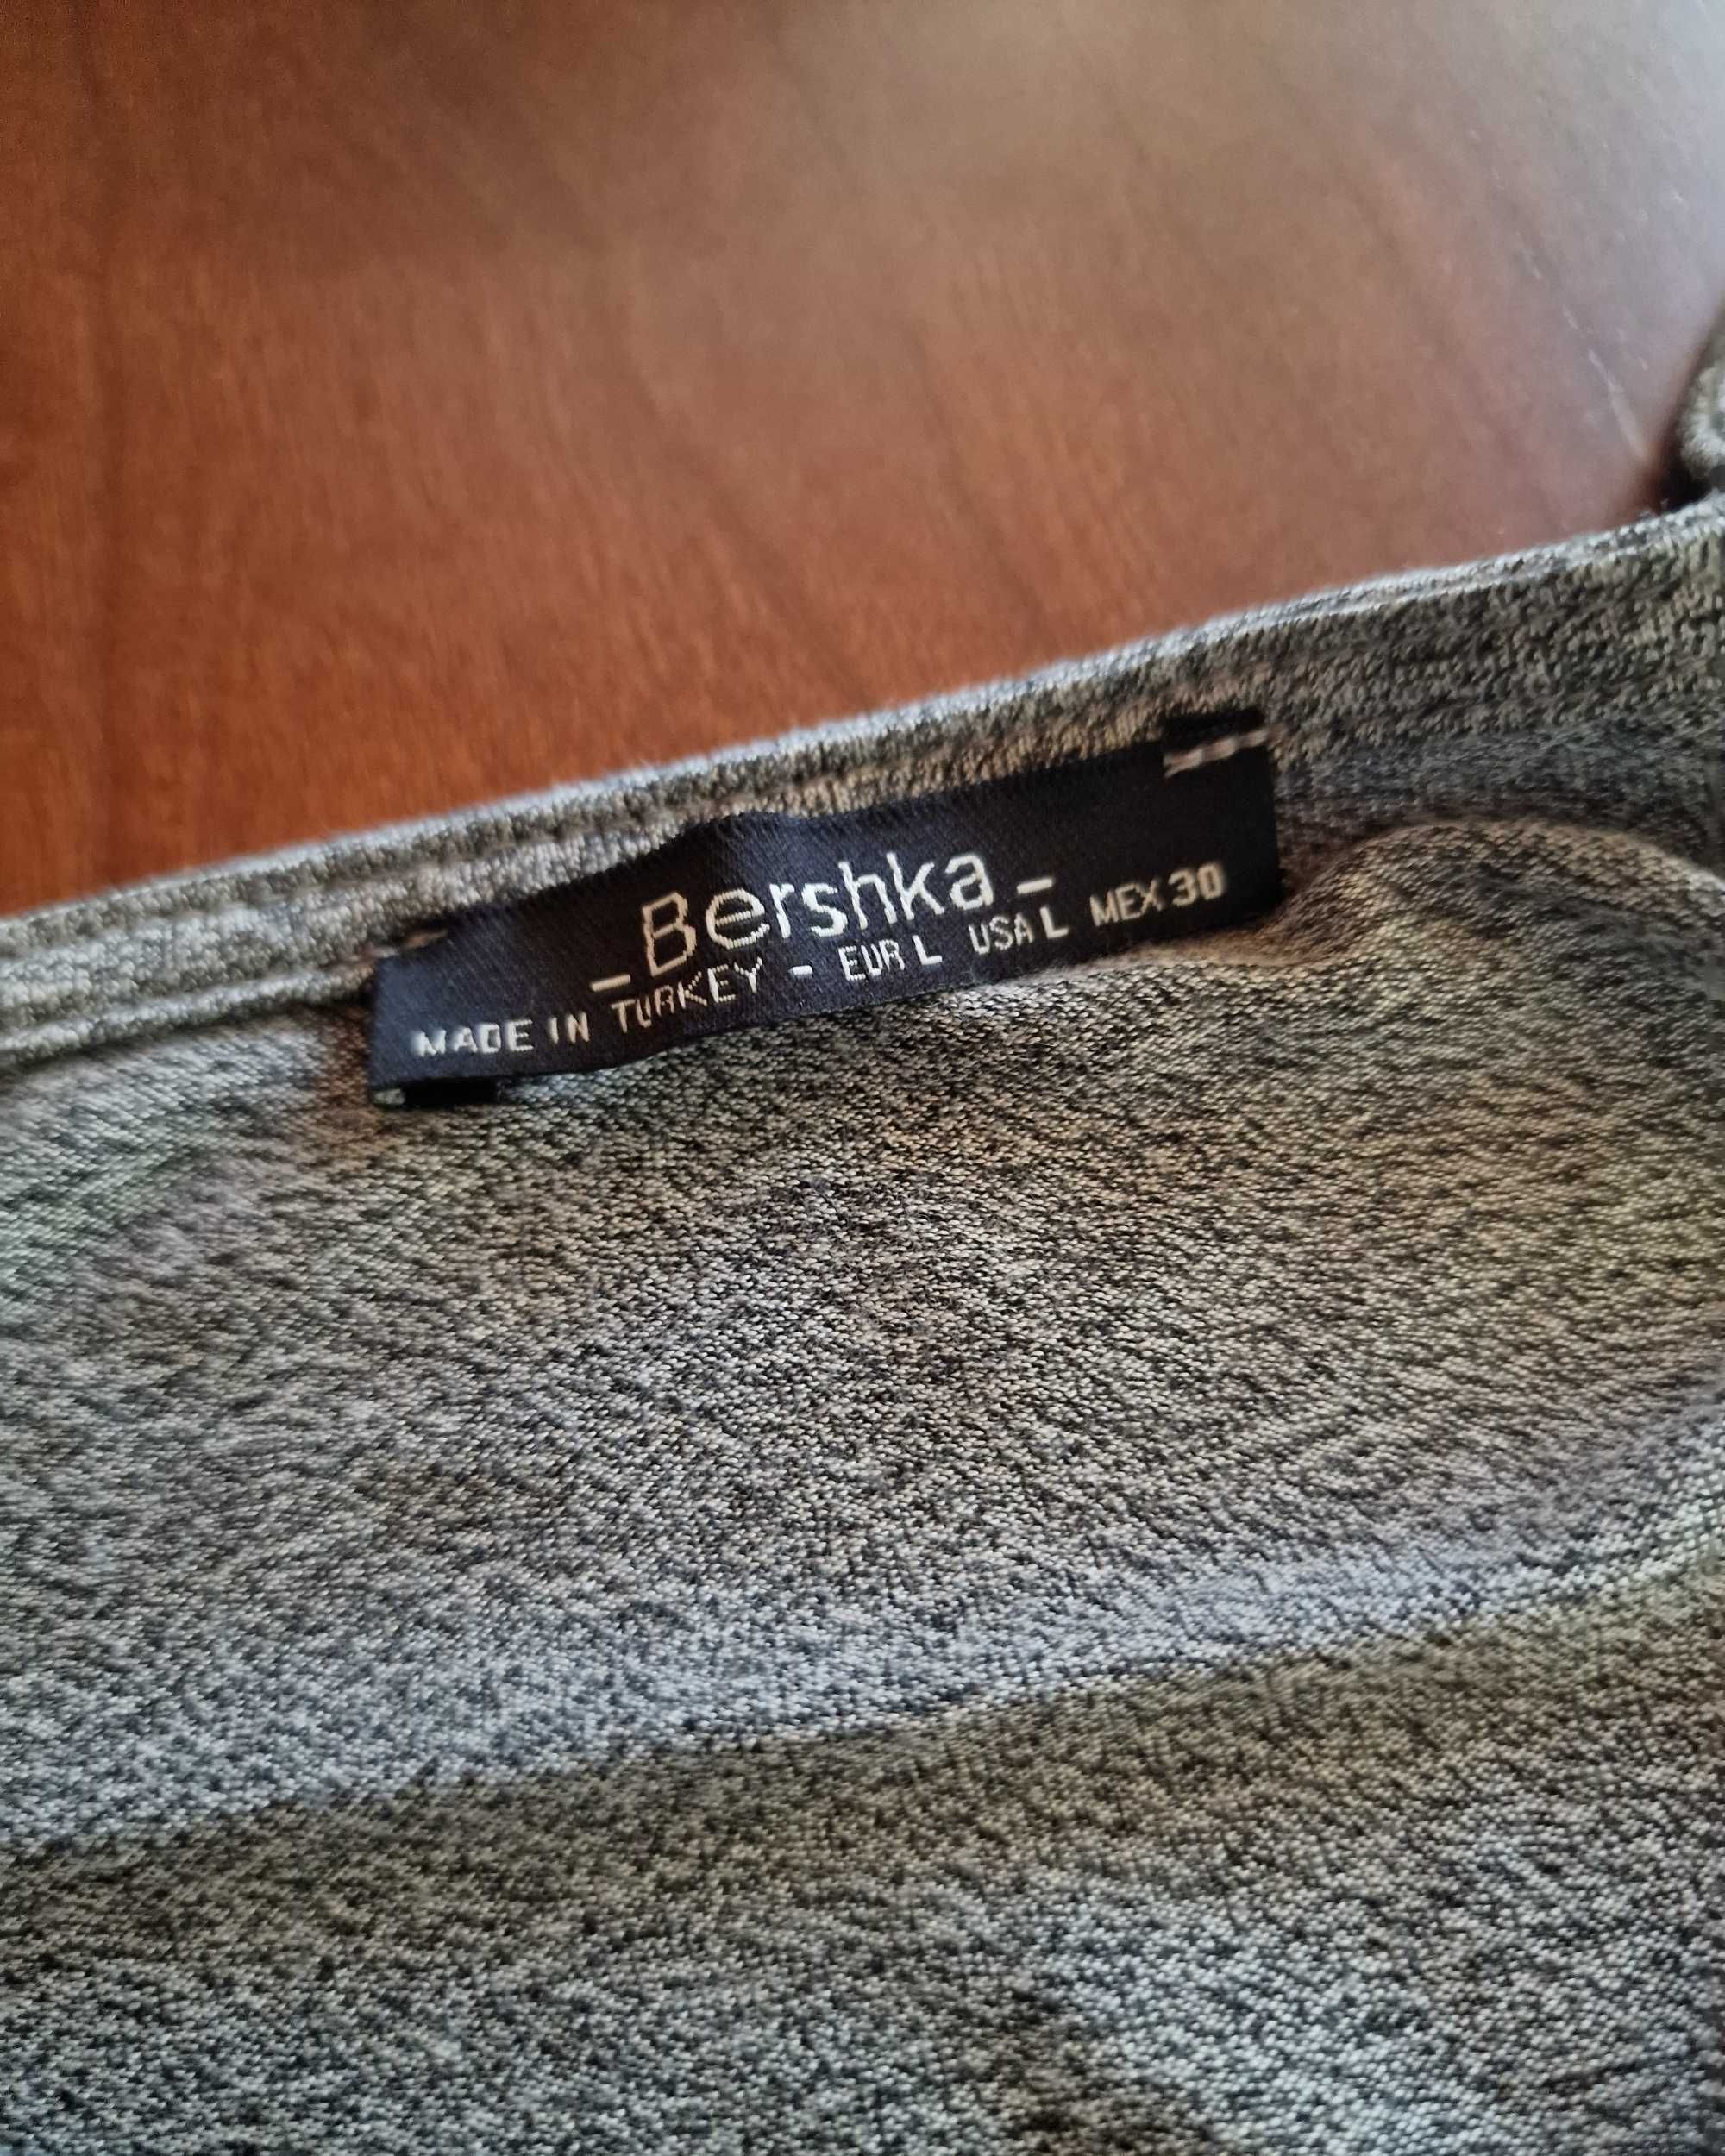 _Bershka_
MADE IN TURKEY - EUR L USA L MEX 30